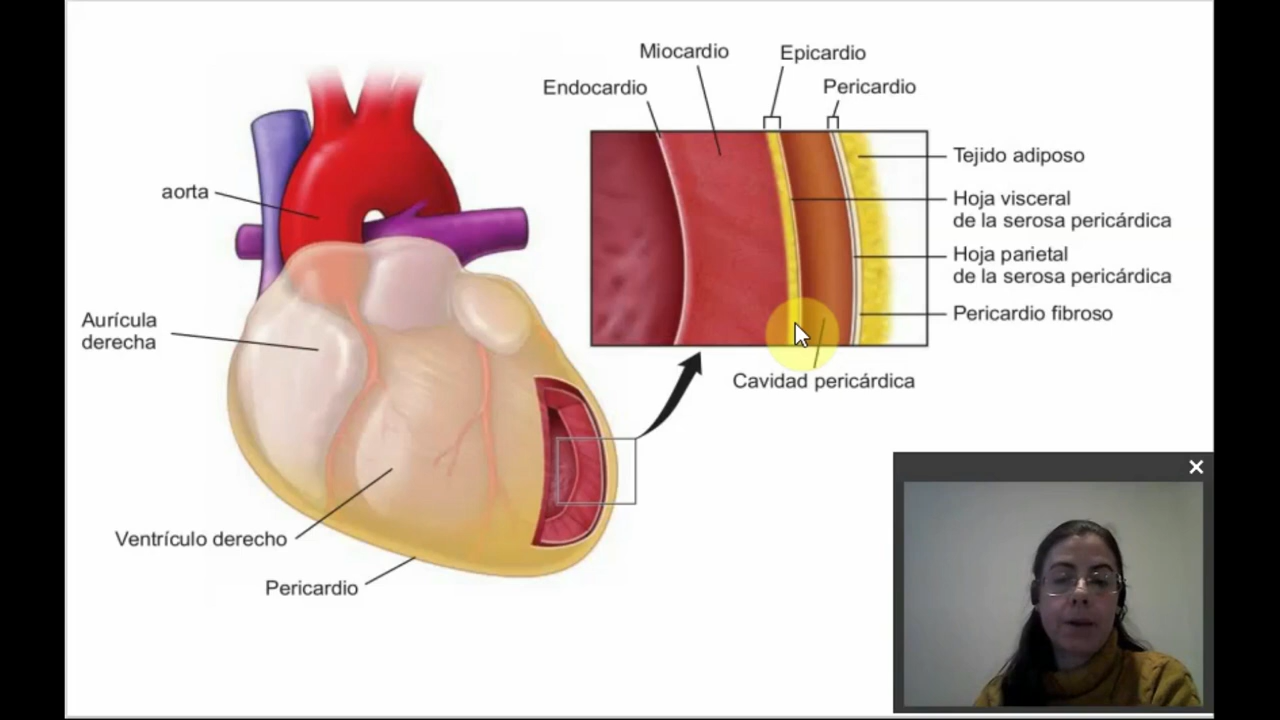 Miocardio
Epicardio
Endocardio
Pericardio
aorta
Tejido adiposo
Hoja visceral
de la serosa pericárdica
Hoja parietal
de la serosa pericárdica
Pericardio fibroso
Aurícula
derecha
Cavidad pericárdica
Ventrículo derecho
Pericardio